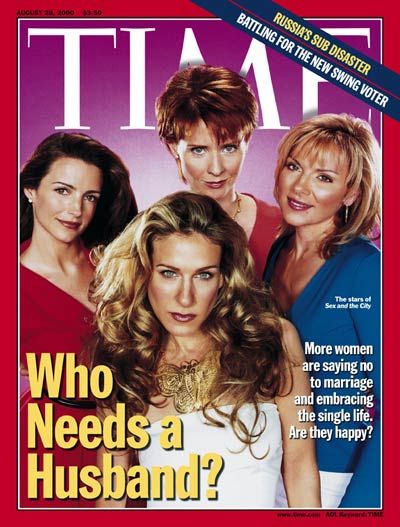 AUGUST 28, 2000 $3.50
RUSSIA'S SUB DISASTER
BATTLING FOR THE NEW SWING VOTER
TIME
The stars of
Sex and the City
More women
are saying no
to marriage
and embracing
the single life.
Are they happy?
Who
Needs a
Husband?
www.time.com AOL Keyword: TIME